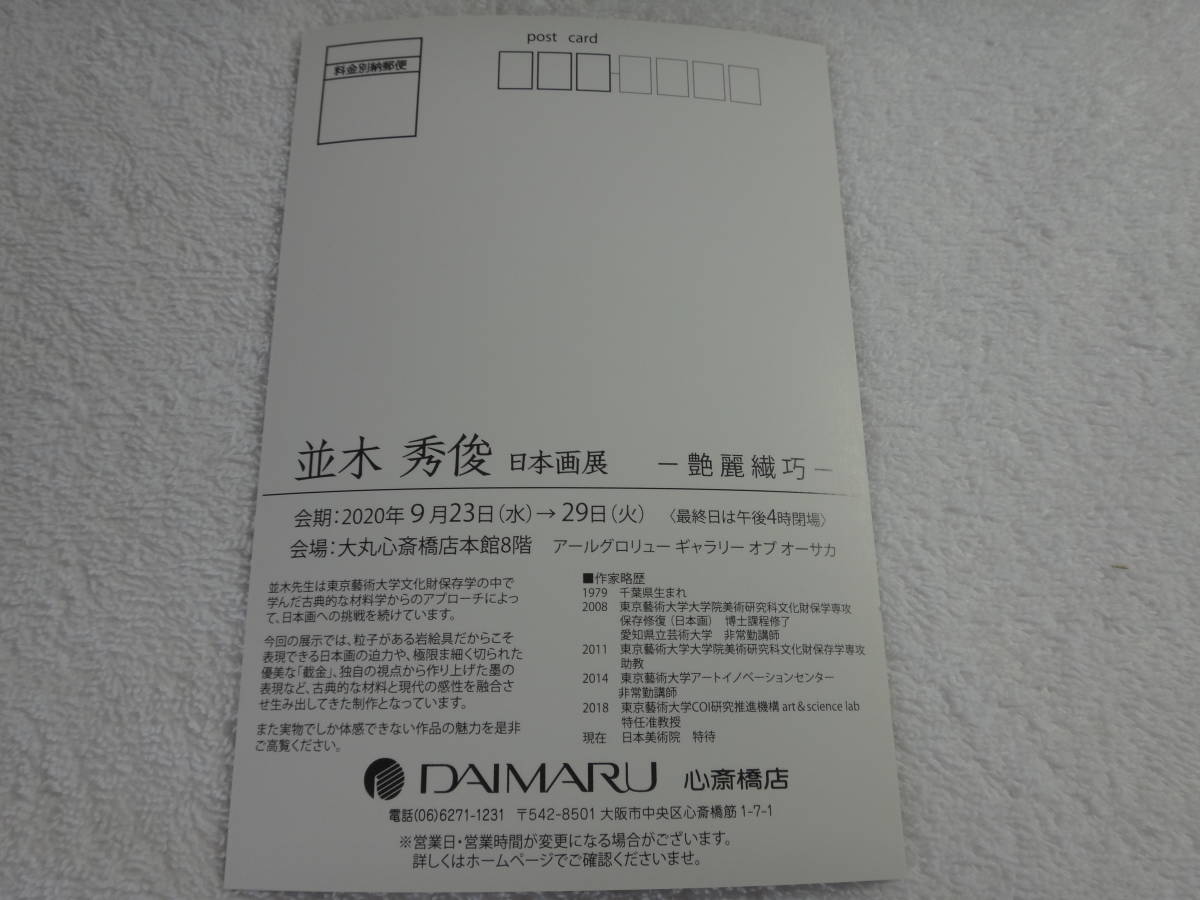 post card
料金別納郵便
並木 秀俊 日本画展 ー艶麗繊巧ー
会期：2020年 9月23日（水）→ 29日（火） 〈最終日は午後4時閉場〉
会場：大丸心斎橋店本館8階 アールグロリュー ギャラリー オブ オーサカ
並木先生は東京藝術大学文化財保存学の中で
学んだ古典的な材料学からのアプローチによっ
て、日本画への挑戦を続けています。
今回の展示では、粒子がある岩絵具だからこそ
表現できる日本画の迫力や、極限ま細く切られた
優美な「截金」、独自の視点から作り上げた墨の
表現など、古典的な材料と現代の感性を融合さ
せ生み出してきた制作となっています。
また実物でしか体感できない作品の魅力を是非
ご高覧ください。
■作家略歴
1979 千葉県生まれ
2008 東京藝術大学大学院美術研究科文化財保学専攻
保存修復（日本画） 博士課程修了
愛知県立芸術大学 非常勤講師
2011 東京藝術大学大学院美術研究科文化財保存学専攻
助教
2014 東京藝術大学アートイノベーションセンター
非常勤講師
2018 東京藝術大学COI研究推進機構 art＆science lab
特任准教授
現在 日本美術院 特待
DAIMARU 心斎橋店
電話(06)6271-1231 〒542-8501 大阪市中央区心斎橋筋 1-7-1
※営業日・営業時間が変更になる場合がございます。
詳しくはホームページでご確認くださいませ。